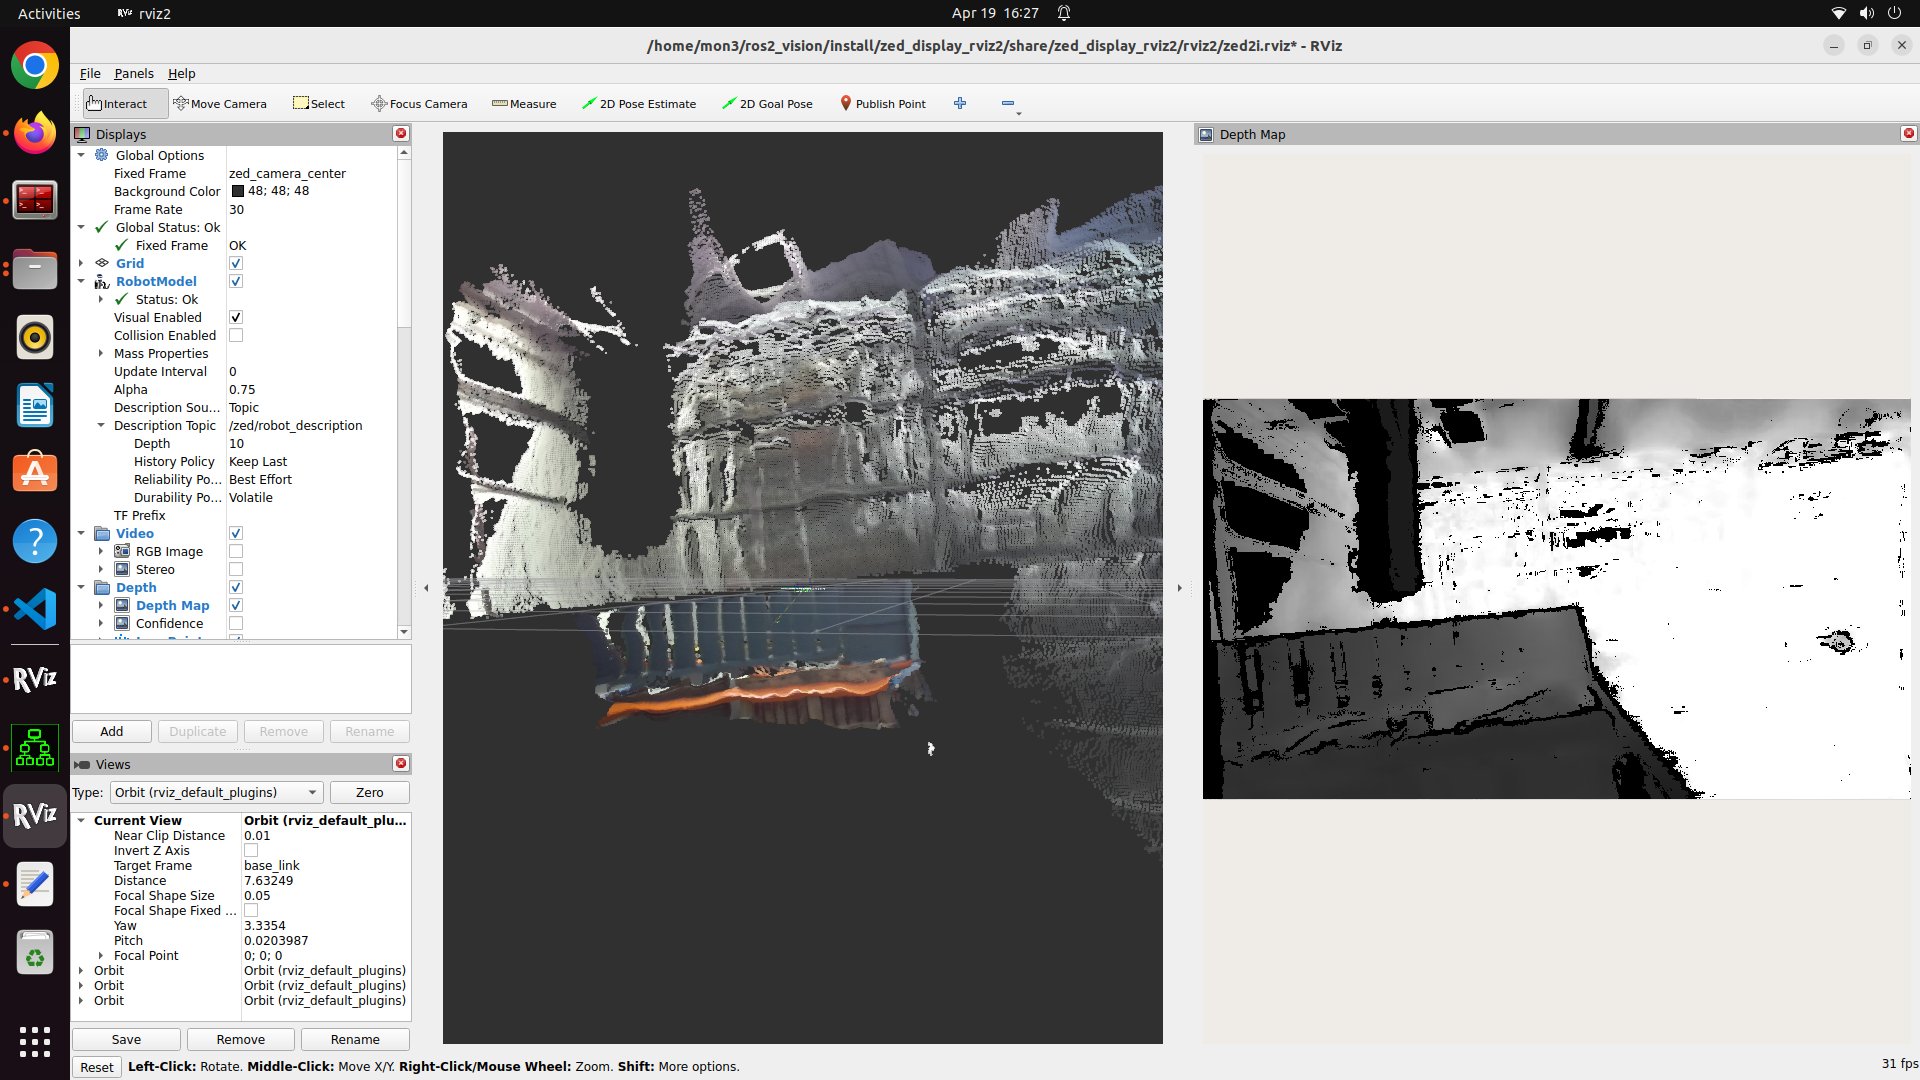 Activities
rviz2
Apr 19 16:27
/home/mon3/ros2_vision/install/zed_display_rviz2/share/zed_display_rviz2/rviz2/zed2i.rviz* - RViz
File Panels Help
Interact
Move Camera
Select
Focus Camera
Measure
2D Pose Estimate
2D Goal Pose
Publish Point
Displays
Global Options
Fixed Frame zed_camera_center
Background Color 48; 48; 48
Frame Rate 30
Global Status: Ok
Fixed Frame OK
Grid
RobotModel
Status: Ok
Visual Enabled
Collision Enabled
Mass Properties
Update Interval 0
Alpha 0.75
Description Sou... Topic
Description Topic /zed/robot_description
Depth 10
History Policy Keep Last
Reliability Po... Best Effort
Durability Po... Volatile
TF Prefix
Video
RGB Image
Stereo
Depth
Depth Map
Confidence
Add
Duplicate
Remove
Rename
Views
Type: Orbit (rviz_default_plugins)
Zero
Current View Orbit (rviz_default_plu...
Near Clip Distance 0.01
Invert Z Axis
Target Frame base_link
Distance 7.63249
Focal Shape Size 0.05
Focal Shape Fixed ...
Yaw 3.3354
Pitch 0.0203987
Focal Point 0; 0; 0
Orbit Orbit (rviz_default_plugins)
Orbit Orbit (rviz_default_plugins)
Orbit Orbit (rviz_default_plugins)
Save
Remove
Rename
Reset
Left-Click: Rotate. Middle-Click: Move X/Y. Right-Click/Mouse Wheel: Zoom. Shift: More options.
31 fps
Depth Map
RViz
RViz